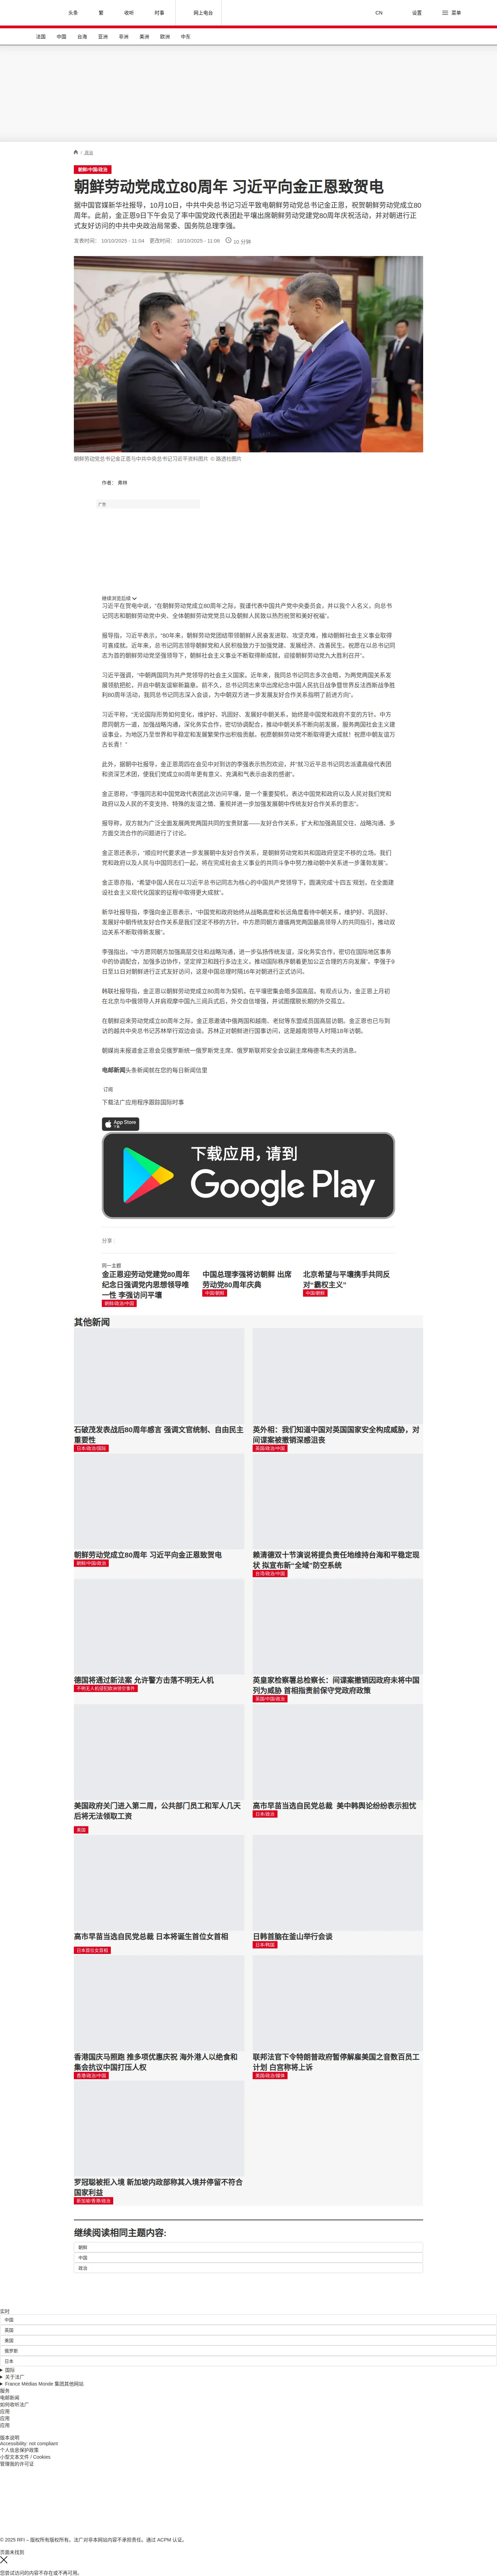 头条
繁
收听
时事
网上电台
CN
设置
菜单
法国
中国
台海
亚洲
非洲
美洲
欧洲
中东
/ 政治
朝鲜/中国/政治
朝鲜劳动党成立80周年 习近平向金正恩致贺电
据中国官媒新华社报导，10月10日，中共中央总书记习近平致电朝鲜劳动党总书记金正恩，祝贺朝鲜劳动党成立80
周年。此前，金正恩9日下午会见了率中国党政代表团赴平壤出席朝鲜劳动党建党80周年庆祝活动，并对朝进行正
式友好访问的中共中央政治局常委、国务院总理李强。
发表时间： 10/10/2025 - 11:04 更改时间： 10/10/2025 - 11:06 10 分钟
朝鲜劳动党总书记金正恩与中共中央总书记习近平资料图片 © 路透社图片
作者： 弗林
广告
继续浏览后续
习近平在贺电中说，“在朝鲜劳动党成立80周年之际，我谨代表中国共产党中央委员会，并以我个人名义，向总书
记同志和朝鲜劳动党中央、全体朝鲜劳动党党员以及朝鲜人民致以热烈祝贺和美好祝福”。
报导指，习近平表示，“80年来，朝鲜劳动党团结带领朝鲜人民奋发进取、攻坚克难，推动朝鲜社会主义事业取得
可喜成就。近年来，总书记同志领导朝鲜党和人民积极致力于加强党建、发展经济、改善民生。祝愿在以总书记同
志为首的朝鲜劳动党坚强领导下，朝鲜社会主义事业不断取得新成就，迎接朝鲜劳动党九大胜利召开”。
习近平强调，“中朝两国同为共产党领导的社会主义国家。近年来，我同总书记同志多次会晤，为两党两国关系发
展领航把舵，开启中朝友谊崭新篇章。前不久，总书记同志来华出席纪念中国人民抗日战争暨世界反法西斯战争胜
利80周年活动，我同总书记同志深入会谈，为中朝双方进一步发展友好合作关系指明了前进方向”。
习近平称，“无论国际形势如何变化，维护好、巩固好、发展好中朝关系，始终是中国党和政府不变的方针。中方
愿同朝方一道，加强战略沟通，深化务实合作，密切协调配合，推动中朝关系不断向前发展，服务两国社会主义建
设事业，为地区乃至世界和平稳定和发展繁荣作出积极贡献。祝愿朝鲜劳动党不断取得更大成就！祝愿中朝友谊万
古长青！”
此外，据朝中社报导，金正恩周四在会见中对到访的李强表示热烈欢迎，并“就习近平总书记同志派遣高级代表团
和资深艺术团，使我们党成立80周年更有意义、充满和气表示由衷的感谢”。
金正恩称，“李强同志和中国党政代表团此次访问平壤，是一个重要契机，表达中国党和政府以及人民对我们党和
政府以及人民的不变支持、特殊的友谊之情、重视并进一步加强发展朝中传统友好合作关系的意志”。
报导称，双方就为广泛全面发展两党两国共同的宝贵财富——友好合作关系，扩大和加强高层交往、战略沟通、多
方面交流合作的问题进行了讨论。
金正恩还表示，“顺应时代要求进一步发展朝中友好合作关系，是朝鲜劳动党和共和国政府坚定不移的立场。我们
党和政府以及人民与中国同志们一起，将在完成社会主义事业的共同斗争中努力推动朝中关系进一步蓬勃发展”。
金正恩亦指，“希望中国人民在以习近平总书记同志为核心的中国共产党领导下，圆满完成‘十四五’规划，在全面建
设社会主义现代化国家的征程中取得更大成就”。
新华社报导指，李强向金正恩表示，“中国党和政府始终从战略高度和长远角度看待中朝关系，维护好、巩固好、
发展好中朝传统友好合作关系是我们坚定不移的方针。中方愿同朝方遵循两党两国最高领导人的共同指引，推动双
边关系不断取得新发展”。
李强指出，“中方愿同朝方加强高层交往和战略沟通，进一步弘扬传统友谊，深化务实合作，密切在国际地区事务
中的协调配合，加强多边协作，坚定捍卫和践行多边主义，推动国际秩序朝着更加公正合理的方向发展”。李强于9
日至11日对朝鲜进行正式友好访问，这是中国总理时隔16年对朝进行正式访问。
韩联社报导指，金正恩以朝鲜劳动党成立80周年为契机，在平壤密集会晤多国高层。有观点认为，金正恩上月初
在北京与中俄领导人并肩观摩中国九三阅兵式后，外交自信增强，并试图摆脱长期的外交孤立。
在朝鲜迎来劳动党成立80周年之际，金正恩邀请中俄两国和越南、老挝等东盟成员国高层访朝。金正恩也已与到
访的越共中央总书记苏林举行双边会谈。苏林正对朝鲜进行国事访问，这是越南领导人时隔18年访朝。
朝媒尚未报道金正恩会见俄罗斯统一俄罗斯党主席、俄罗斯联邦安全会议副主席梅德韦杰夫的消息。
电邮新闻头条新闻就在您的每日新闻信里
订阅
下载法广应用程序跟踪国际时事
App Store
下载
下载应用，请到
Google Play
分享 :
同一主题
金正恩迎劳动党建党80周年
纪念日强调党内思想领导唯
一性 李强访问平壤
朝鲜/政治/中国
中国总理李强将访朝鲜 出席
劳动党80周年庆典
中国/朝鲜
北京希望与平壤携手共同反
对“霸权主义”
中国/朝鲜
其他新闻
石破茂发表战后80周年感言 强调文官统制、自由民主
重要性
日本/政治/国际
英外相：我们知道中国对英国国家安全构成威胁，对
间谍案被撤销深感沮丧
英国/政治/中国
朝鲜劳动党成立80周年 习近平向金正恩致贺电
朝鲜/中国/政治
赖清德双十节演说将提负责任地维持台海和平稳定现
状 拟宣布新“全域”防空系统
台湾/政治/中国
德国将通过新法案 允许警方击落不明无人机
不明无人机侵犯欧洲领空事件
英皇家检察署总检察长：间谍案撤销因政府未将中国
列为威胁 首相指责前保守党政府政策
英国/中国/政治
美国政府关门进入第二周，公共部门员工和军人几天
后将无法领取工资
美国
高市早苗当选自民党总裁 美中韩舆论纷纷表示担忧
日本/政治
高市早苗当选自民党总裁 日本将诞生首位女首相
日本首位女首相
日韩首脑在釜山举行会谈
日本/韩国
香港国庆马照跑 推多项优惠庆祝 海外港人以绝食和
集会抗议中国打压人权
香港/政治/中国
联邦法官下令特朗普政府暂停解雇美国之音数百员工
计划 白宫称将上诉
美国/政治/媒体
罗冠聪被拒入境 新加坡内政部称其入境并停留不符合
国家利益
新加坡/香港/政治
继续阅读相同主题内容:
朝鲜
中国
政治
实时
中国
英国
美国
俄罗斯
日本
国际
关于法广
France Médias Monde 集团其他网站
服务
电邮新闻
如何收听法广
应用
应用
应用
版本说明
Accessibility: not compliant
个人信息保护政策
小型文本文件 / Cookies
管理我的许可证
© 2025 RFI – 版权所有版权所有。法广对非本网站内容不承担责任。通过 ACPM 认证。
页面未找到
您尝试访问的内容不存在或不再可用。